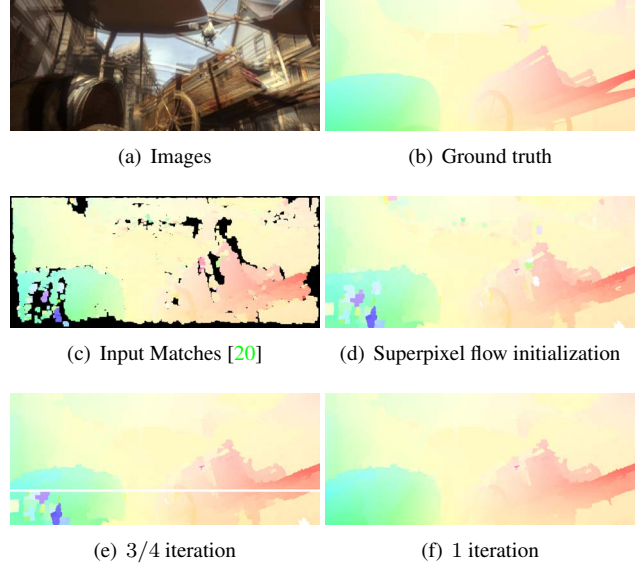 (a) Images
(b) Ground truth
(c) Input Matches [20]
(d) Superpixel flow initialization
(e) 3/4 iteration
(f) 1 iteration